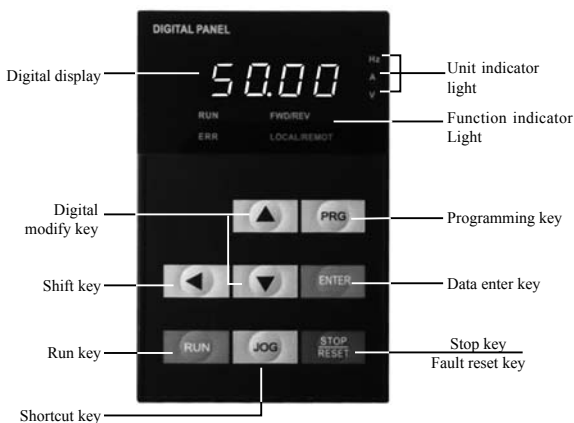 DIGITAL PANEL
Digital display
50.00
Hz
A
V
Unit indicator
light
RUN
FWD/REV
ERR
LOCAL/REMOT
Function indicator
Light
Digital
modify key
PRG
Programming key
Shift key
ENTER
Data enter key
Run key
RUN
JOG
STOP
RESET
Stop key
Fault reset key
Shortcut key